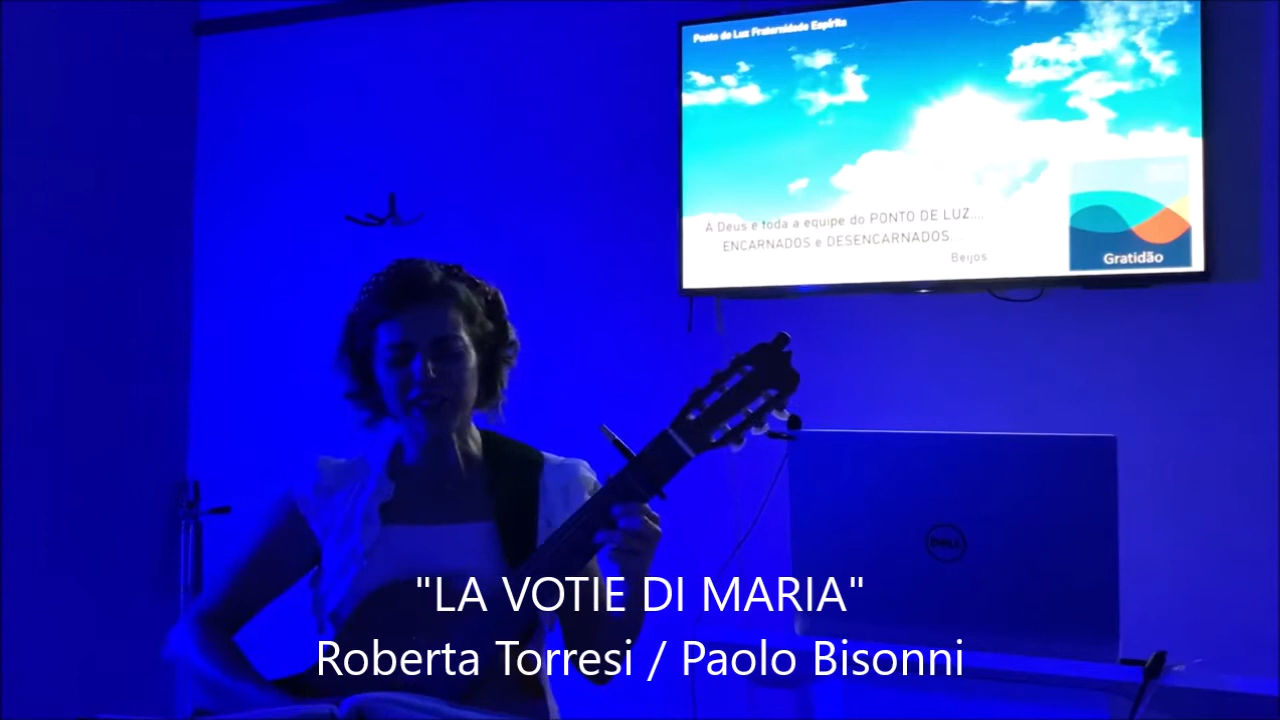 Ponto de Luz Fraternidade Espírita
A Deus e toda a equipe do PONTO DE LUZ....
ENCARNADOS e DESENCARNADOS...
Beijos
Gratidão
DELL
"LA VOTIE DI MARIA"
Roberta Torresi / Paolo Bisonni